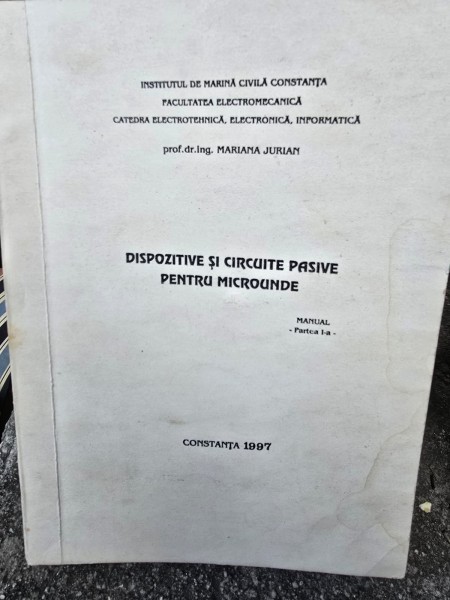 INSTITUTUL DE MARINĂ CIVILĂ CONSTANȚA
FACULTATEA ELECTROMECANICĂ
CATEDRA ELECTROTEHNICĂ, ELECTRONICĂ, INFORMATICĂ
prof.dr.ing. MARIANA JURIAN
DISPOZITIVE ȘI CIRCUITE PASIVE
PENTRU MICROUNDE
MANUAL
- Partea I-a -
CONSTANȚA 1997